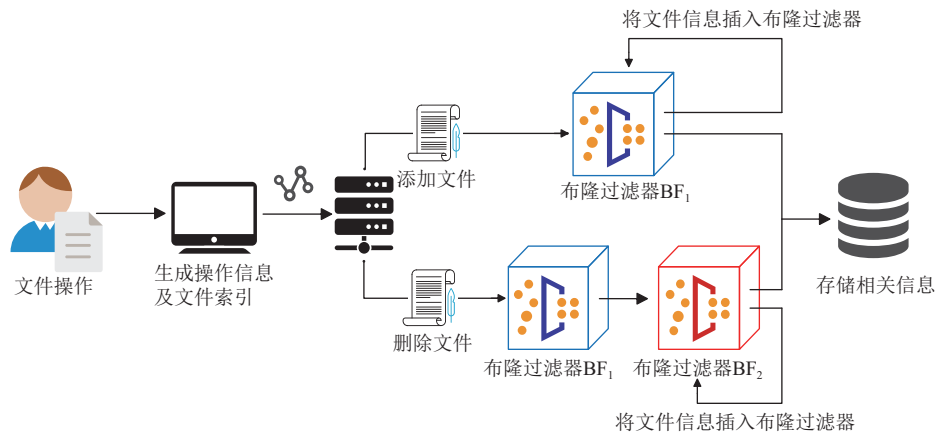 将文件信息插入布隆过滤器
添加文件
布隆过滤器BF₁
文件操作
生成操作信息
及文件索引
存储相关信息
删除文件
布隆过滤器BF₁
布隆过滤器BF₂
将文件信息插入布隆过滤器